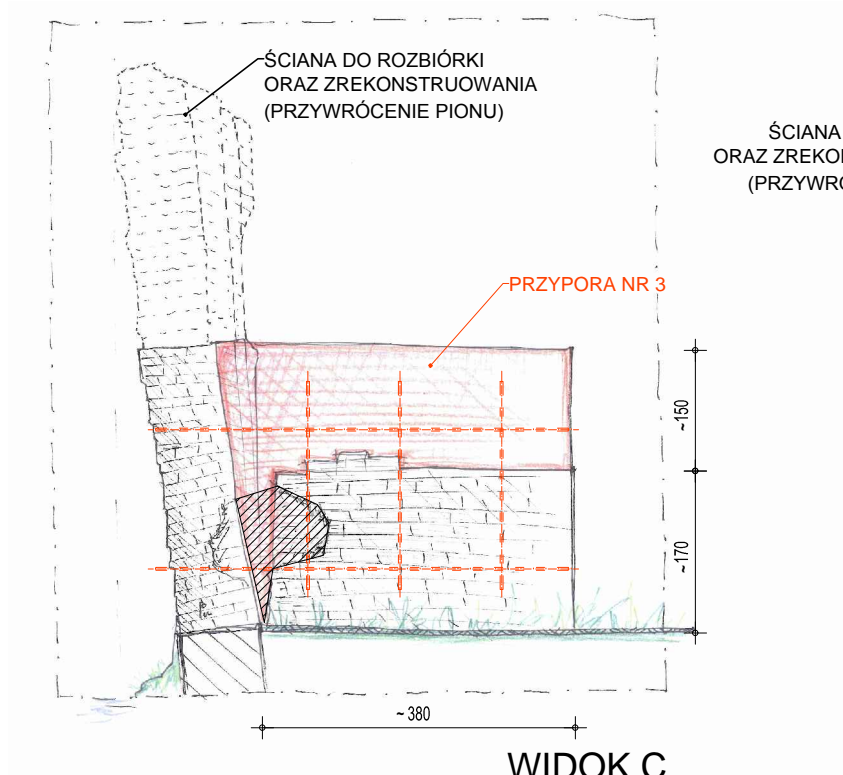 ŚCIANA DO ROZBIÓRKI
ORAZ ZREKONSTRUOWANIA
(PRZYWRÓCENIE PIONU)
ŚCIANA
ORAZ ZREKO
(PRZYWR
PRZYPORA NR 3
~150
~170
~380
WIDOK C